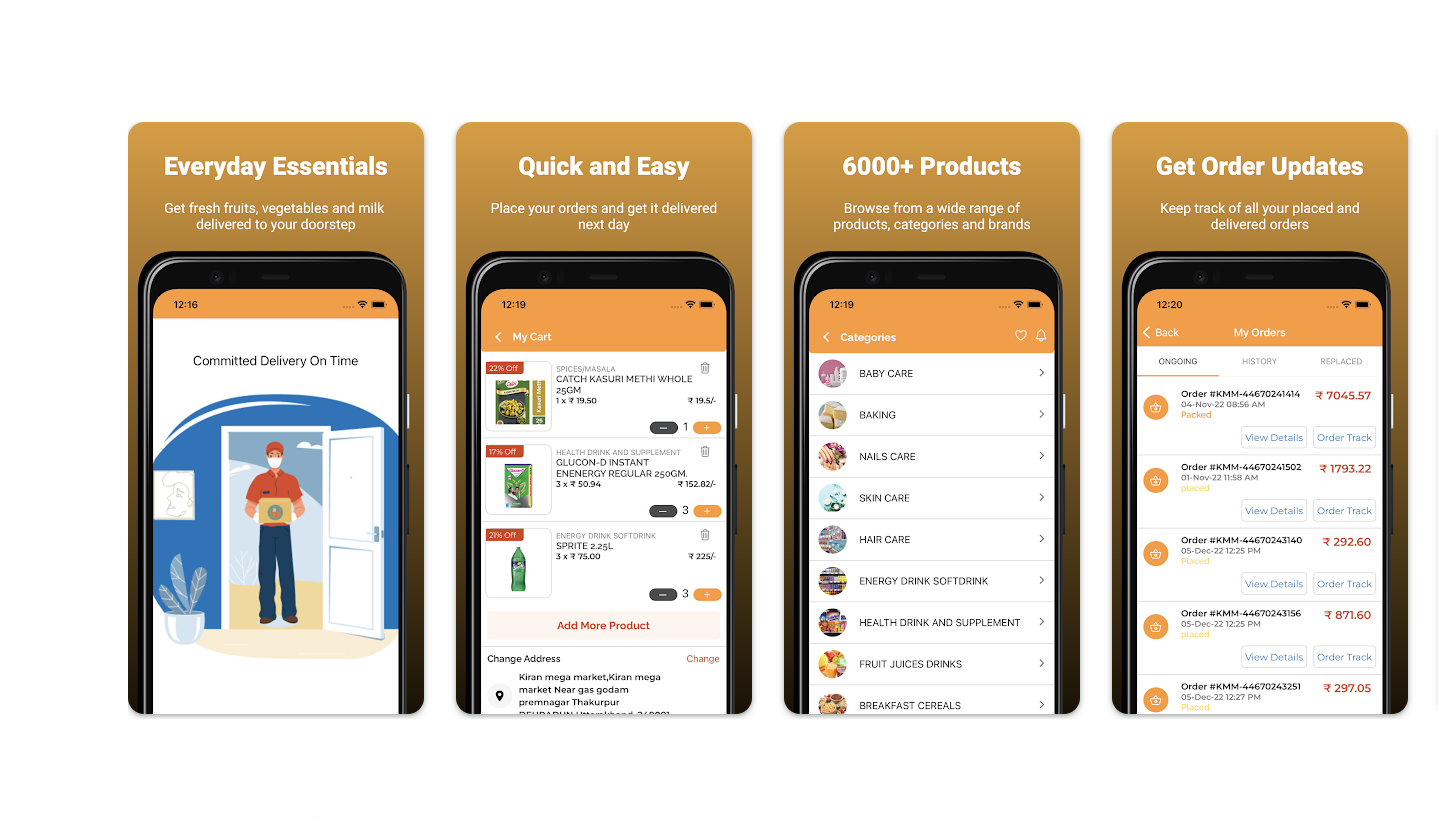 Everyday Essentials
Get fresh fruits, vegetables and milk
delivered to your doorstep
12:16
Committed Delivery On Time
Quick and Easy
Place your orders and get it delivered
next day
12:19
My Cart
22% Off
SPICES/MASALA
CATCH KASURI METHI WHOLE
25GM
1 x ₹ 19.50
₹ 19.5/-
1
17% Off
HEALTH DRINK AND SUPPLEMENT
GLUCON-D INSTANT
ENENERGY REGULAR 250GM.
3 x ₹ 50.94
₹ 152.82/-
3
21% Off
ENERGY DRINK SOFTDRINK
SPRITE 2.25L
3 x ₹ 75.00
₹ 225/-
3
Add More Product
Change Address
Change
Kiran mega market,Kiran mega
market Near gas godam
premnagar Thakurpur
6000+ Products
Browse from a wide range of
products, categories and brands
12:19
Categories
BABY CARE
BAKING
NAILS CARE
SKIN CARE
HAIR CARE
ENERGY DRINK SOFTDRINK
HEALTH DRINK AND SUPPLEMENT
FRUIT JUICES DRINKS
BREAKFAST CEREALS
Get Order Updates
Keep track of all your placed and
delivered orders
12:20
Back
My Orders
ONGOING
HISTORY
REPLACED
Order #KMM-44670241414
₹ 7045.57
04-Nov-22 08:56 AM
Packed
View Details
Order Track
Order #KMM-44670241502
₹ 1793.22
01-Nov-22 11:58 AM
placed
View Details
Order Track
Order #KMM-44670243140
₹ 292.60
05-Dec-22 12:25 PM
Placed
View Details
Order Track
Order #KMM-44670243156
₹ 871.60
05-Dec-22 12:25 PM
placed
View Details
Order Track
Order #KMM-44670243251
₹ 297.05
05-Dec-22 12:27 PM
Placed